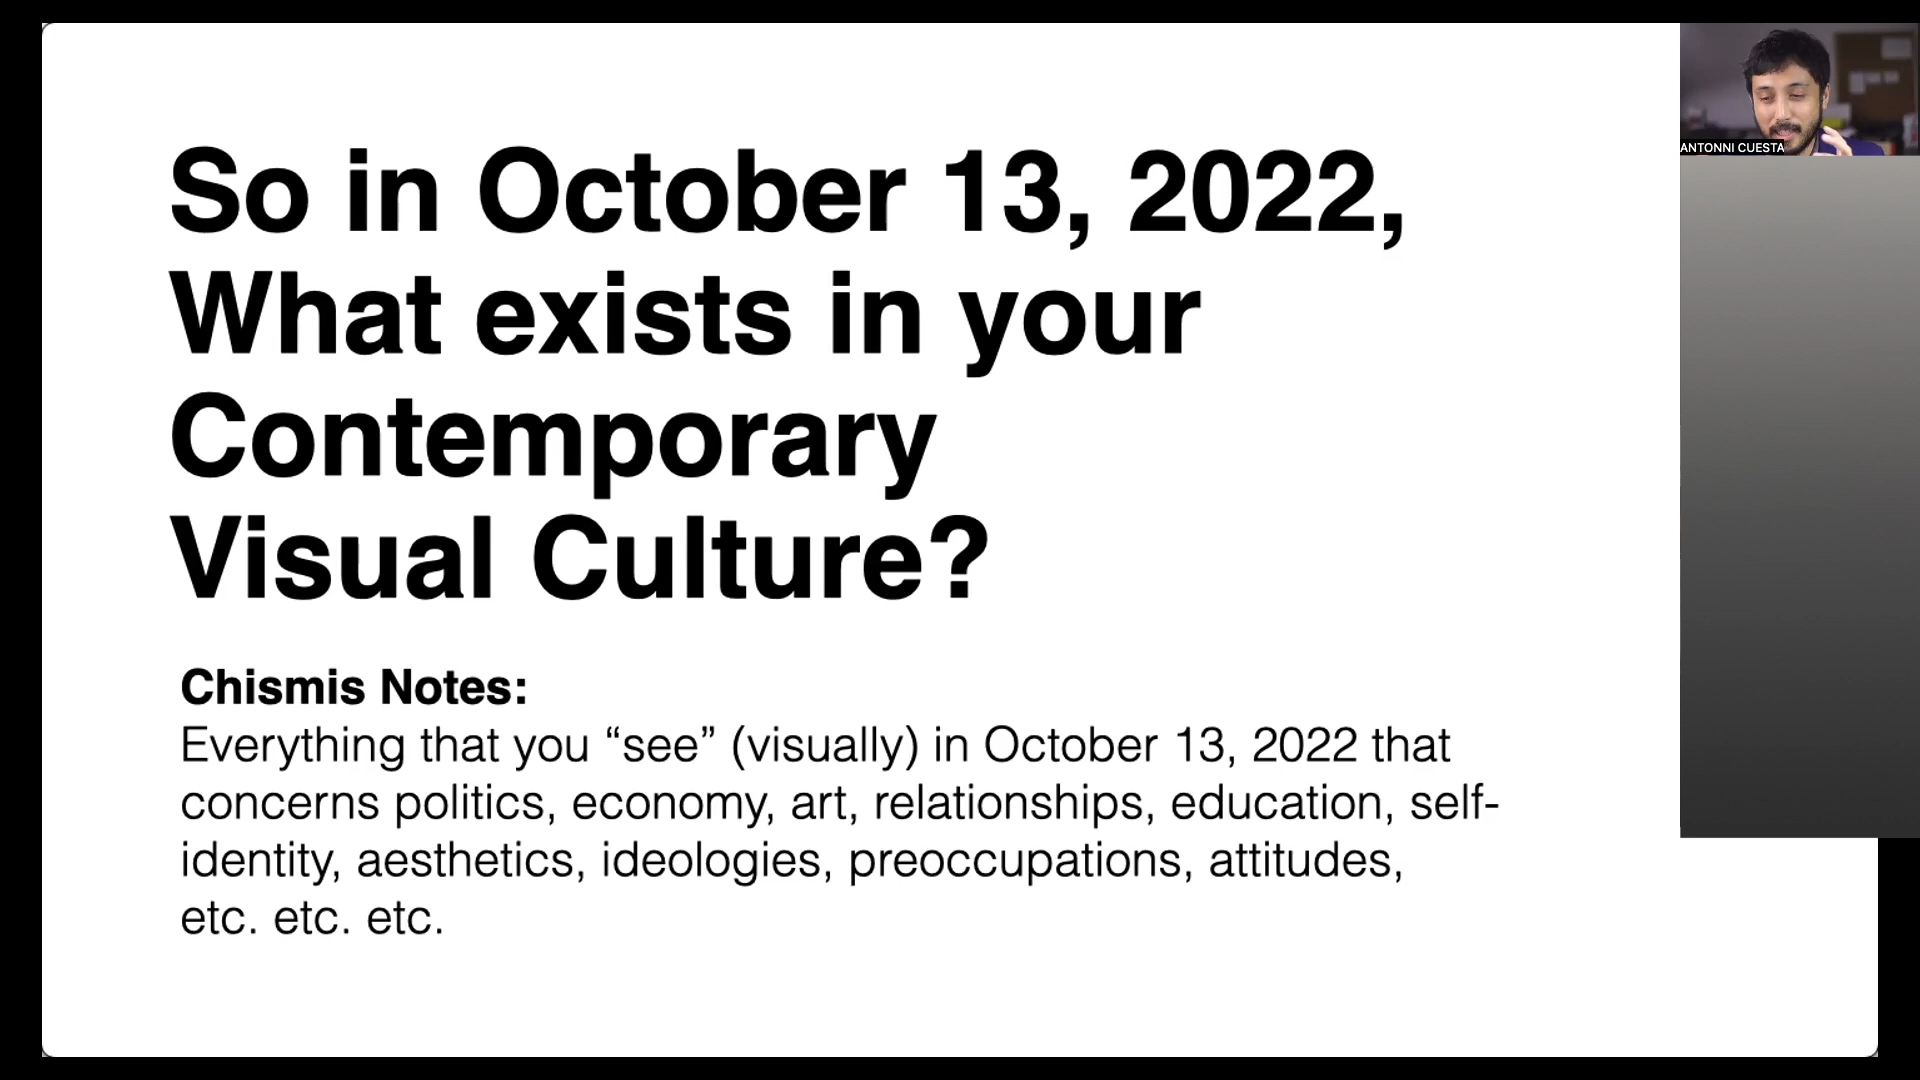 So in October 13, 2022,
What exists in your
Contemporary
Visual Culture?
Chismis Notes:
Everything that you “see” (visually) in October 13, 2022 that
concerns politics, economy, art, relationships, education, self-
identity, aesthetics, ideologies, preoccupations, attitudes,
etc. etc. etc.
ANTONNI CUESTA